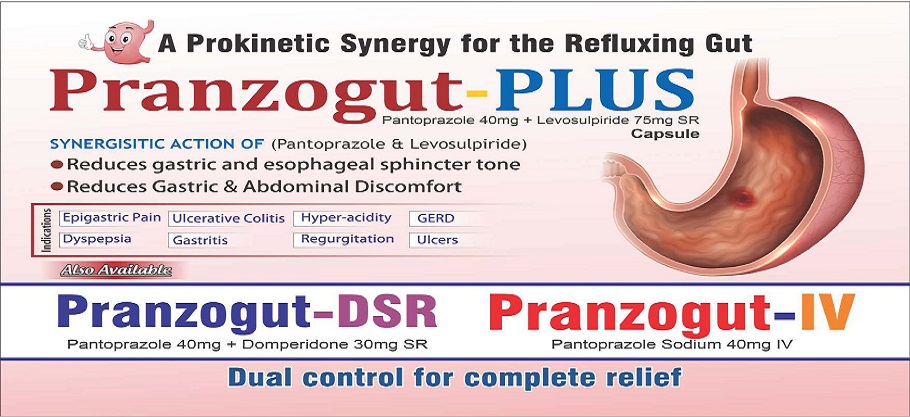 A Prokinetic Synergy for the Refluxing Gut
Pranzogut-PLUS
Pantoprazole 40mg + Levosulpiride 75mg SR
Capsule
SYNERGISITIC ACTION OF (Pantoprazole & Levosulpiride)
● Reduces gastric and esophageal sphincter tone
● Reduces Gastric & Abdominal Discomfort
Indications
Epigastric Pain Ulcerative Colitis Hyper-acidity GERD
Dyspepsia Gastritis Regurgitation Ulcers
Also Available
Pranzogut-DSR Pranzogut-IV
Pantoprazole 40mg + Domperidone 30mg SR Pantoprazole Sodium 40mg IV
Dual control for complete relief